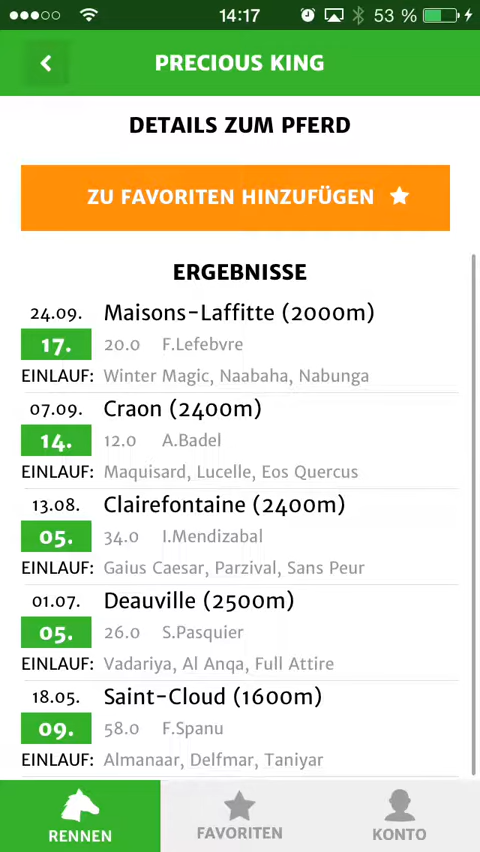 14:17 53 %
PRECIOUS KING
DETAILS ZUM PFERD
ZU FAVORITEN HINZUFÜGEN
ERGEBNISSE
24.09. Maisons-Laffitte (2000m)
17. 20.0 F.Lefebvre
EINLAUF: Winter Magic, Naabaha, Nabunga
07.09. Craon (2400m)
14. 12.0 A.Badel
EINLAUF: Maquisard, Lucelle, Eos Quercus
13.08. Clairefontaine (2400m)
05. 34.0 I.Mendizabal
EINLAUF: Gaius Caesar, Parzival, Sans Peur
01.07. Deauville (2500m)
05. 26.0 S.Pasquier
EINLAUF: Vadariya, Al Anqa, Full Attire
18.05. Saint-Cloud (1600m)
09. 58.0 F.Spanu
EINLAUF: Almanaar, Delfmar, Taniyar
RENNEN FAVORITEN KONTO